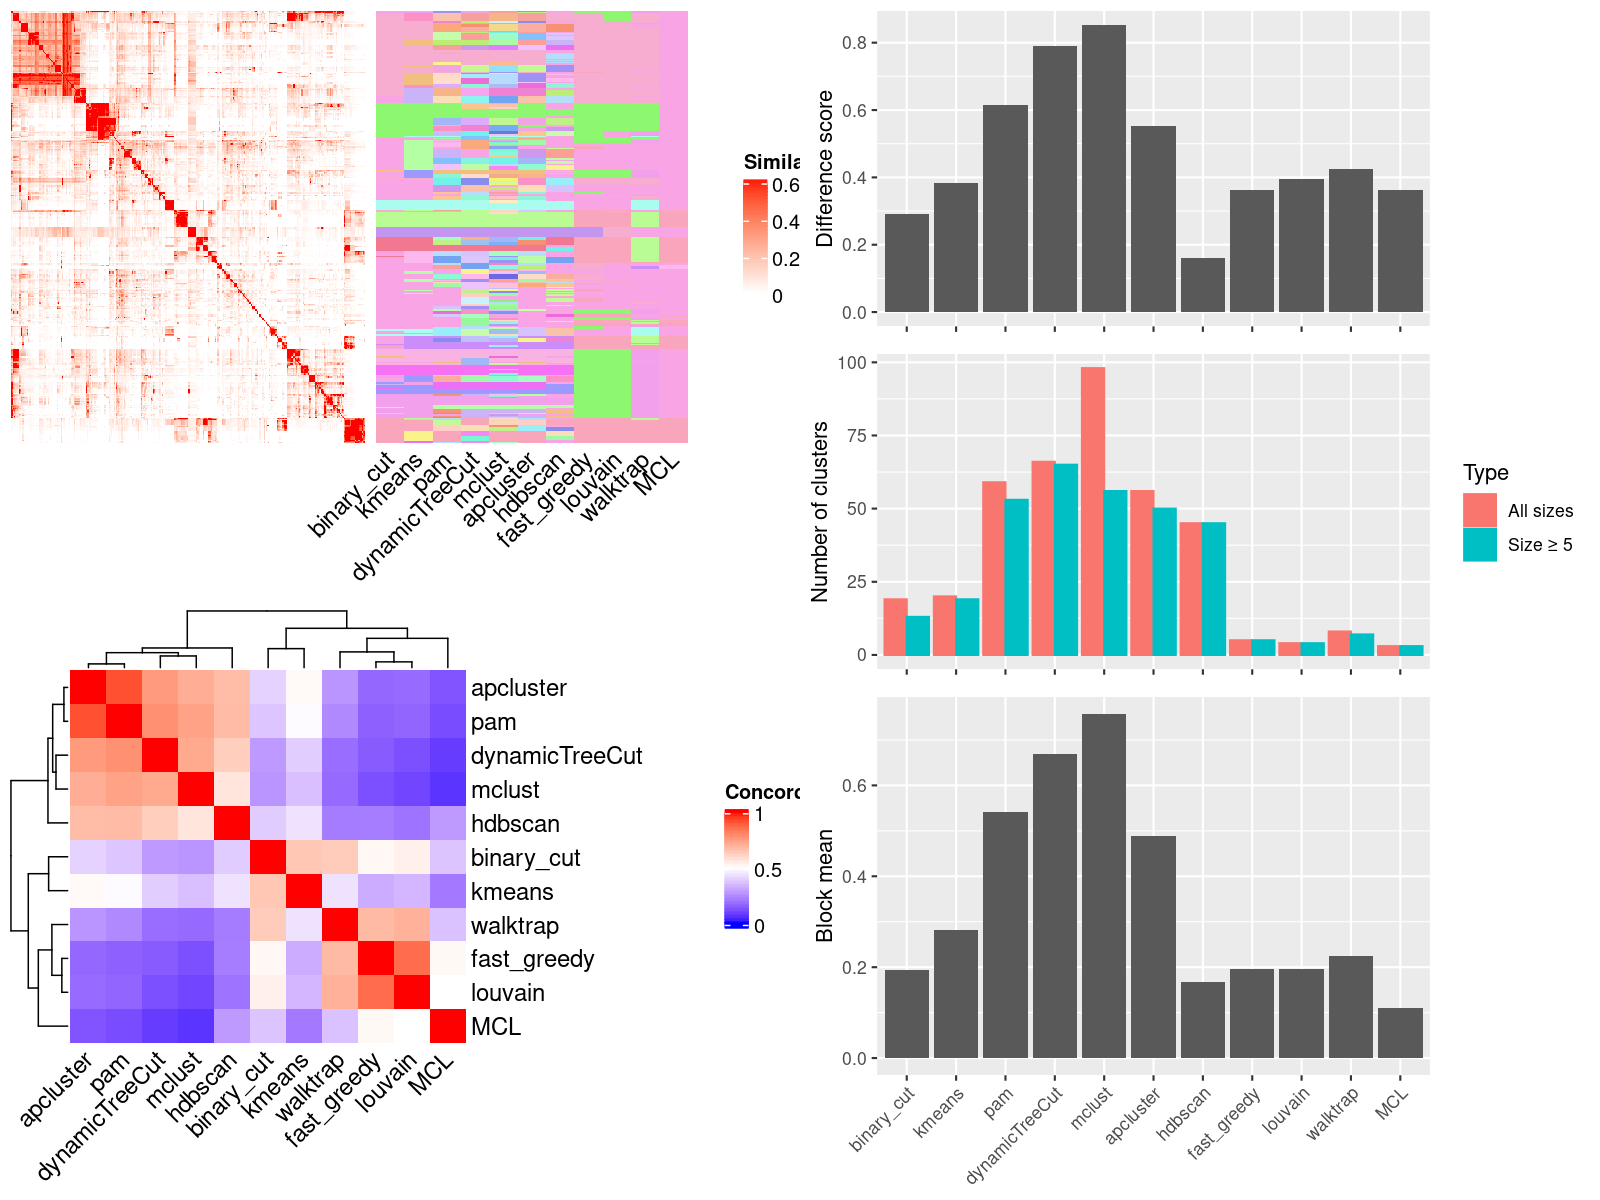 Simila
0.6
0.4
0.2
0
binary_cut
kmeans
pam
dynamicTreeCut
mclust
apcluster
hdbscan
fast_greedy
louvain
walktrap
MCL
apcluster
pam
dynamicTreeCut
mclust
hdbscan
binary_cut
kmeans
walktrap
fast_greedy
louvain
MCL
apcluster
pam
dynamicTreeCut
mclust
hdbscan
binary_cut
kmeans
walktrap
fast_greedy
louvain
MCL
Concord
1
0.5
0
Difference score
0.8
0.6
0.4
0.2
0.0
Number of clusters
100
75
50
25
0
Type
All sizes
Size ≥ 5
Block mean
0.6
0.4
0.2
0.0
binary_cut
kmeans
pam
dynamicTreeCut
mclust
apcluster
hdbscan
fast_greedy
louvain
walktrap
MCL